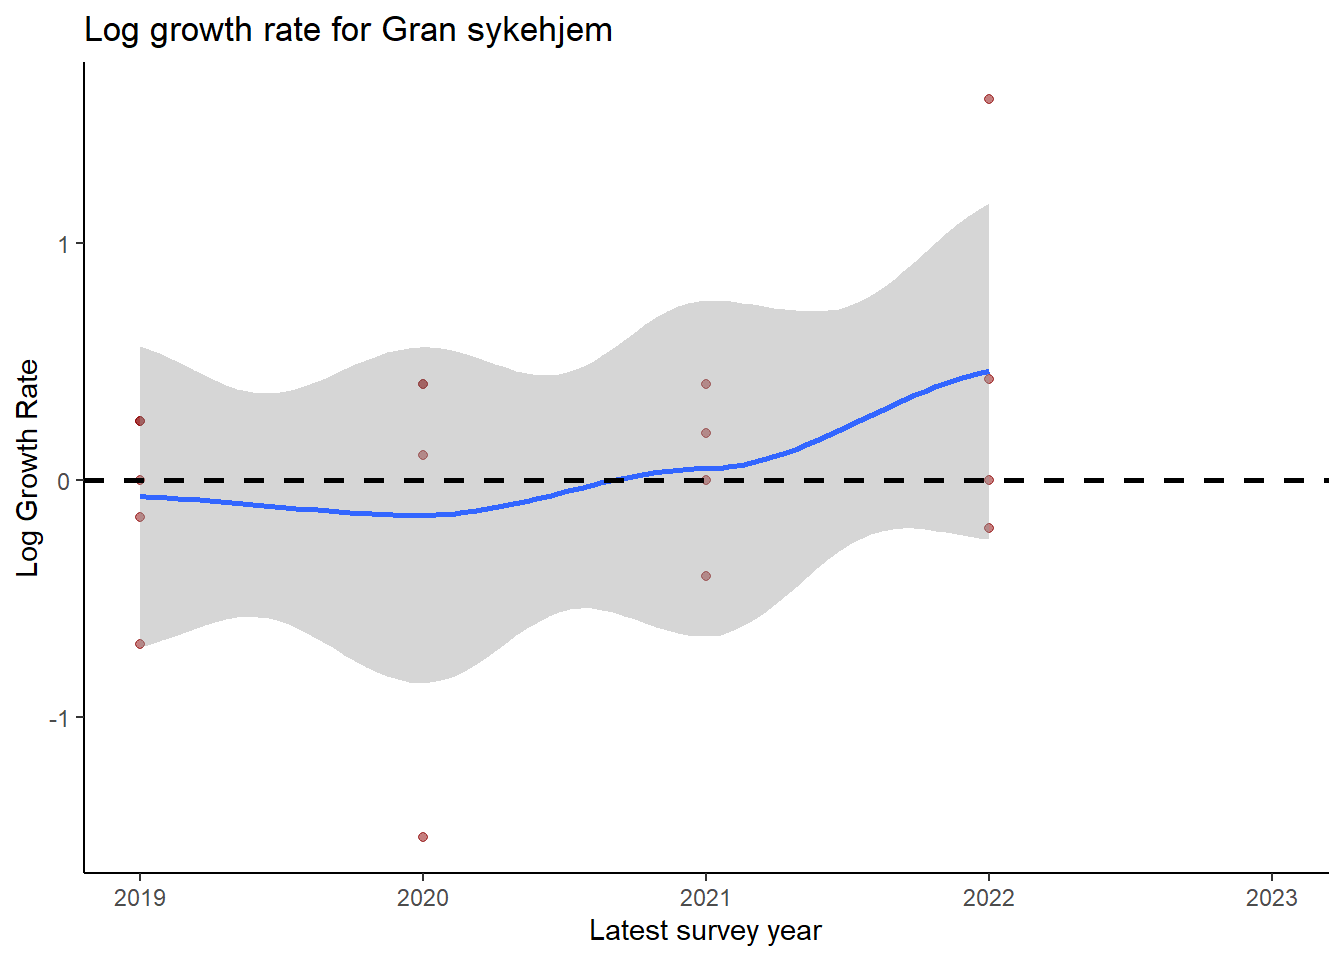 Log growth rate for Gran sykehjem
Log Growth Rate
1
0
-1
2019 2020 2021 2022 2023
Latest survey year